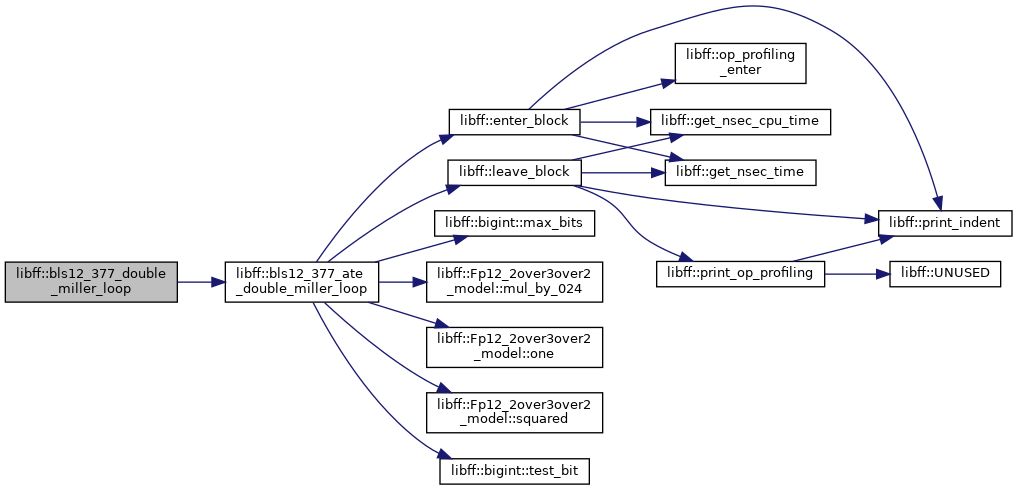 libff::bls12_377_double
_miller_loop
libff::bls12_377_ate
_double_miller_loop
libff::enter_block
libff::leave_block
libff::bigint::max_bits
libff::Fp12_2over3over2
_model::mul_by_024
libff::Fp12_2over3over2
_model::one
libff::Fp12_2over3over2
_model::squared
libff::bigint::test_bit
libff::op_profiling
_enter
libff::get_nsec_cpu_time
libff::get_nsec_time
libff::print_op_profiling
libff::print_indent
libff::UNUSED